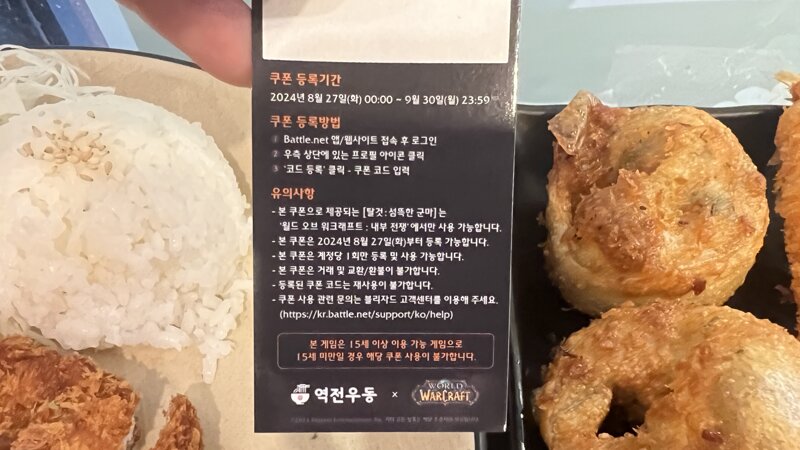 쿠폰 등록기간
2024년 8월 27일(화) 00:00 ~ 9월 30일(월) 23:59
쿠폰 등록방법
1 Battle.net 앱/웹사이트 접속 후 로그인
2 우측 상단에 있는 프로필 아이콘 클릭
3 '코드 등록' 클릭 - 쿠폰 코드 입력
유의사항
- 본 쿠폰으로 제공되는 [탈것: 섬뜩한 군마] 는
'월드 오브 워크래프트 : 내부 전쟁'에서만 사용 가능합니다.
- 본 쿠폰은 2024년 8월 27일(화)부터 등록 가능합니다.
- 본 쿠폰은 계정당 1회만 등록 및 사용 가능합니다.
- 본 쿠폰은 거래 및 교환/환불이 불가합니다.
- 등록된 쿠폰 코드는 재사용이 불가합니다.
- 쿠폰 사용 관련 문의는 블리자드 고객센터를 이용해 주세요.
(https://kr.battle.net/support/ko/help)
본 게임은 15세 이상 이용 가능 게임으로
15세 미만일 경우 해당 쿠폰 사용이 불가합니다.
역전우동 × WORLD OF WARCRAFT